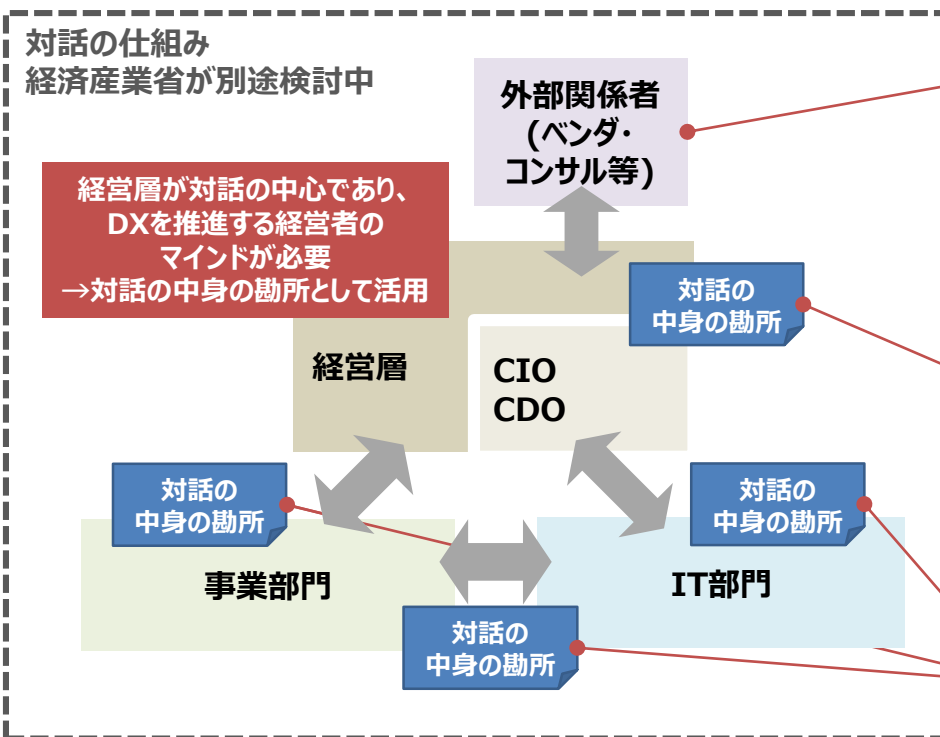 対話の仕組み
経済産業省が別途検討中
外部関係者
(ベンダ・
コンサル等)
経営層が対話の中心であり、
DXを推進する経営者の
マインドが必要
→対話の中身の勘所として活用
対話の
中身の勘所
経営層
CIO
CDO
対話の
中身の勘所
対話の
中身の勘所
事業部門
IT部門
対話の
中身の勘所